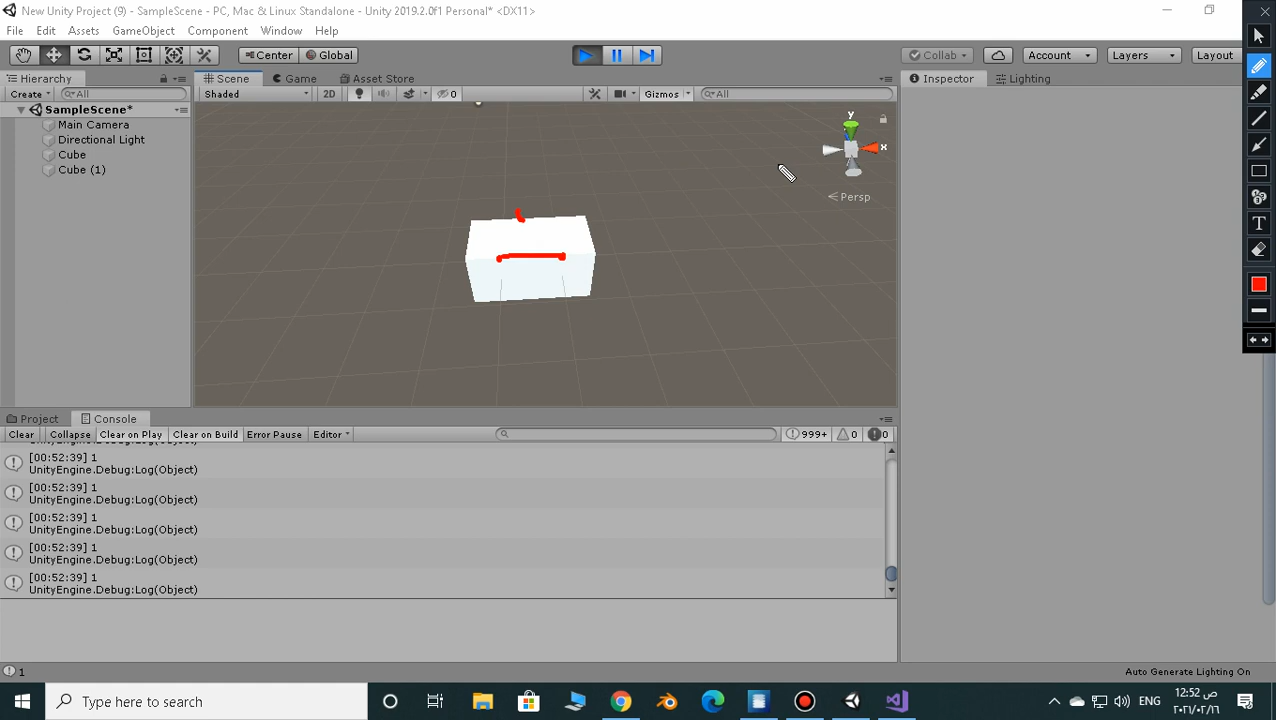 New Unity Project (9) - SampleScene - PC, Mac & Linux Standalone - Unity 2019.2.0f1 Personal* <DX11>
File Edit Assets GameObject Component Window Help
Center Global Collab Account Layers Layout
Hierarchy Scene Game Asset Store Inspector Lighting
Create All Shaded 2D 0 Gizmos All
SampleScene*
Main Camera
Directional Light
Cube
Cube (1)
y
x
Persp
Project Console
Clear Collapse Clear on Play Clear on Build Error Pause Editor 999+ 0 0
UnityEngine.Debug:Log(Object)
[00:52:39] 1
UnityEngine.Debug:Log(Object)
[00:52:39] 1
UnityEngine.Debug:Log(Object)
[00:52:39] 1
UnityEngine.Debug:Log(Object)
[00:52:39] 1
UnityEngine.Debug:Log(Object)
[00:52:39] 1
UnityEngine.Debug:Log(Object)
1
Auto Generate Lighting On
Type here to search
ENG
12:52 ص